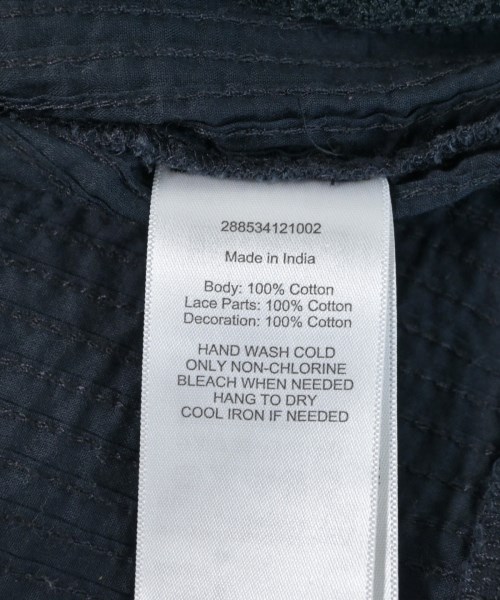 288534121002
Made in India
Body: 100% Cotton
Lace Parts: 100% Cotton
Decoration: 100% Cotton
HAND WASH COLD
ONLY NON-CHLORINE
BLEACH WHEN NEEDED
HANG TO DRY
COOL IRON IF NEEDED